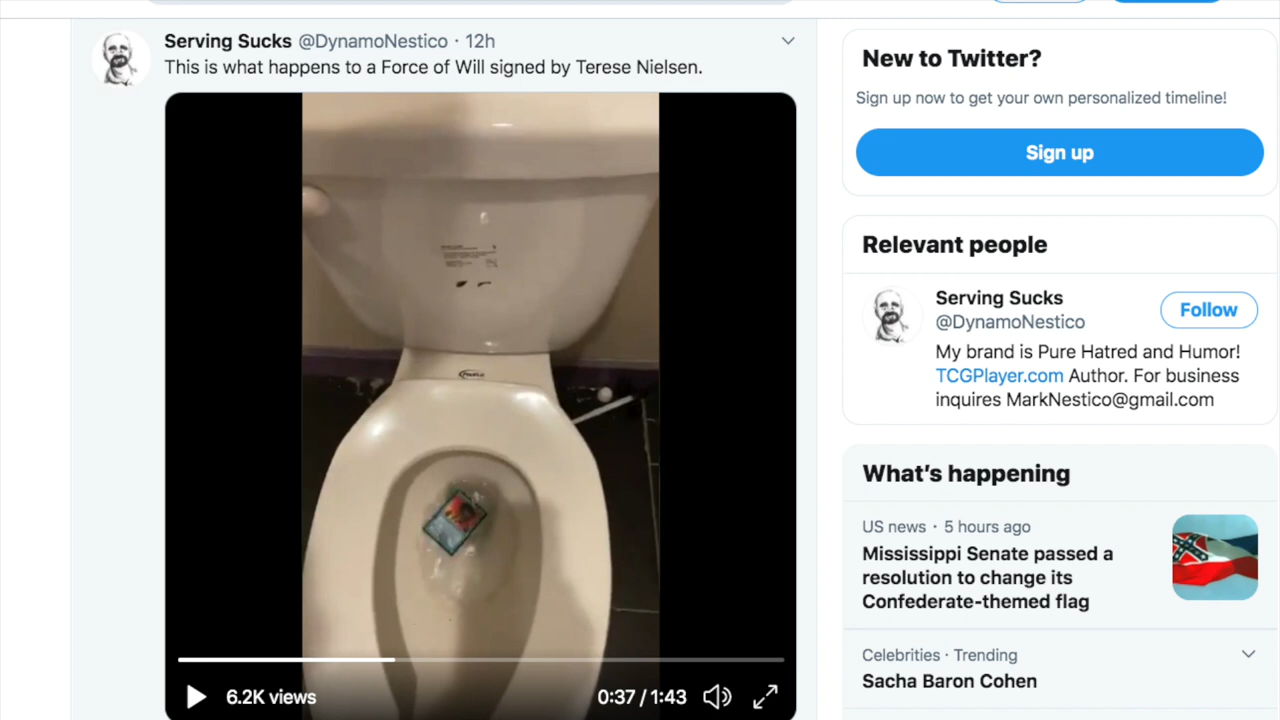 Serving Sucks @DynamoNestico · 12h
This is what happens to a Force of Will signed by Terese Nielsen.
6.2K views
0:37 / 1:43
New to Twitter?
Sign up now to get your own personalized timeline!
Sign up
Relevant people
Serving Sucks
@DynamoNestico
Follow
My brand is Pure Hatred and Humor!
TCGPlayer.com Author. For business
inquires MarkNestico@gmail.com
What's happening
US news · 5 hours ago
Mississippi Senate passed a
resolution to change its
Confederate-themed flag
Celebrities · Trending
Sacha Baron Cohen